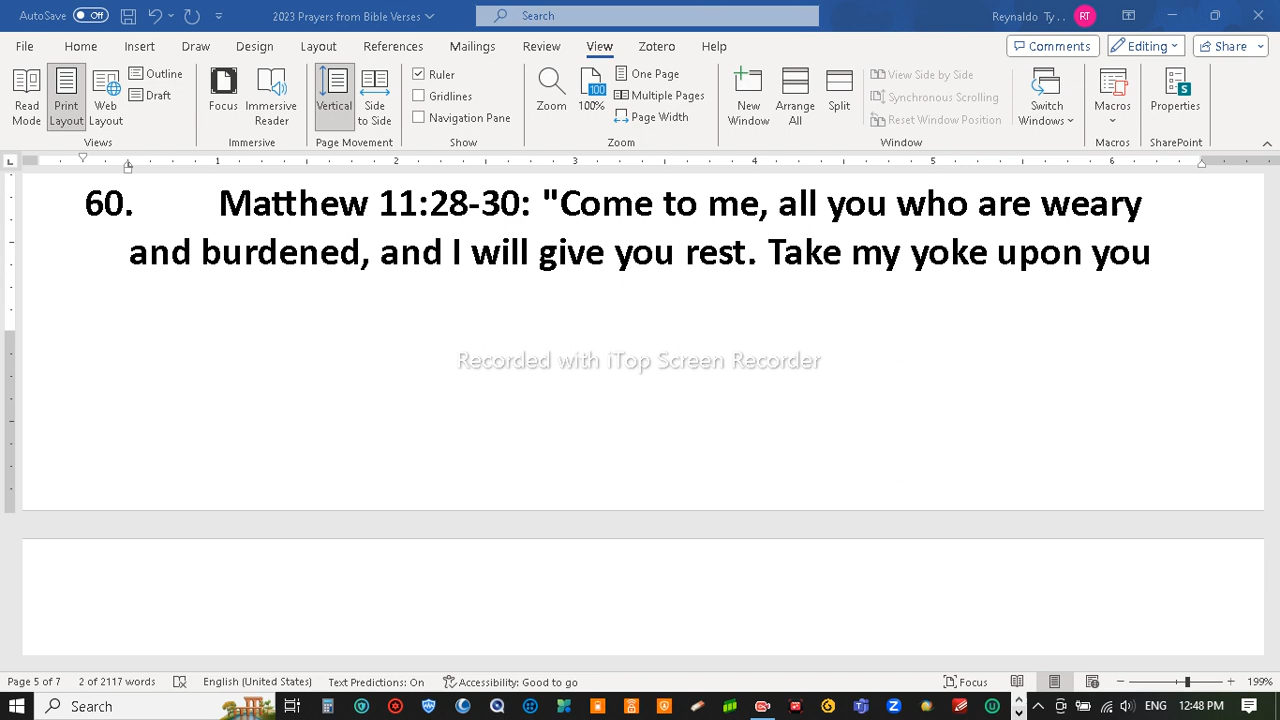 AutoSave Off 2023 Prayers from Bible Verses Search Reynaldo Ty .. RT
File Home Insert Draw Design Layout References Mailings Review View Zotero Help Comments Editing Share
Read Mode Print Layout Web Layout Outline Draft Focus Immersive Reader Vertical Side to Side Ruler Gridlines Navigation Pane Zoom 100 100% One Page Multiple Pages Page Width New Window Arrange All Split View Side by Side Synchronous Scrolling Reset Window Position Switch Windows Macros Properties
Views Immersive Page Movement Show Zoom Window Macros SharePoint
1 2 3 4 5 6
60. Matthew 11:28-30: "Come to me, all you who are weary
and burdened, and I will give you rest. Take my yoke upon you
Recorded with iTop Screen Recorder
Page 5 of 7 2 of 2117 words English (United States) Text Predictions: On Accessibility: Good to go Focus 199%
Search ENG 12:48 PM